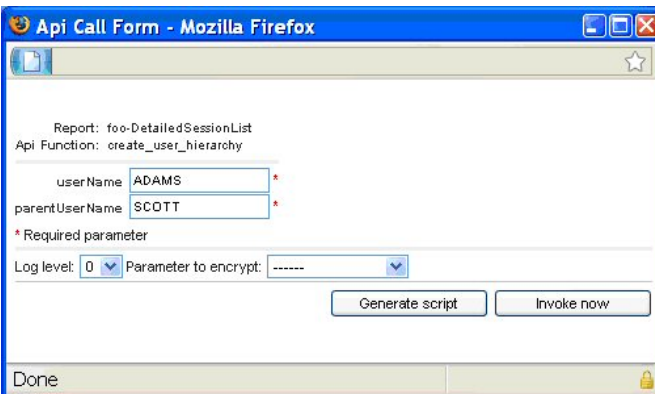 Api Call Form - Mozilla Firefox
Report: foo-DetailedSessionList
Api Function: create_user_hierarchy
userName ADAMS *
parentUserName SCOTT *
* Required parameter
Log level: 0 Parameter to encrypt: ------
Generate script Invoke now
Done